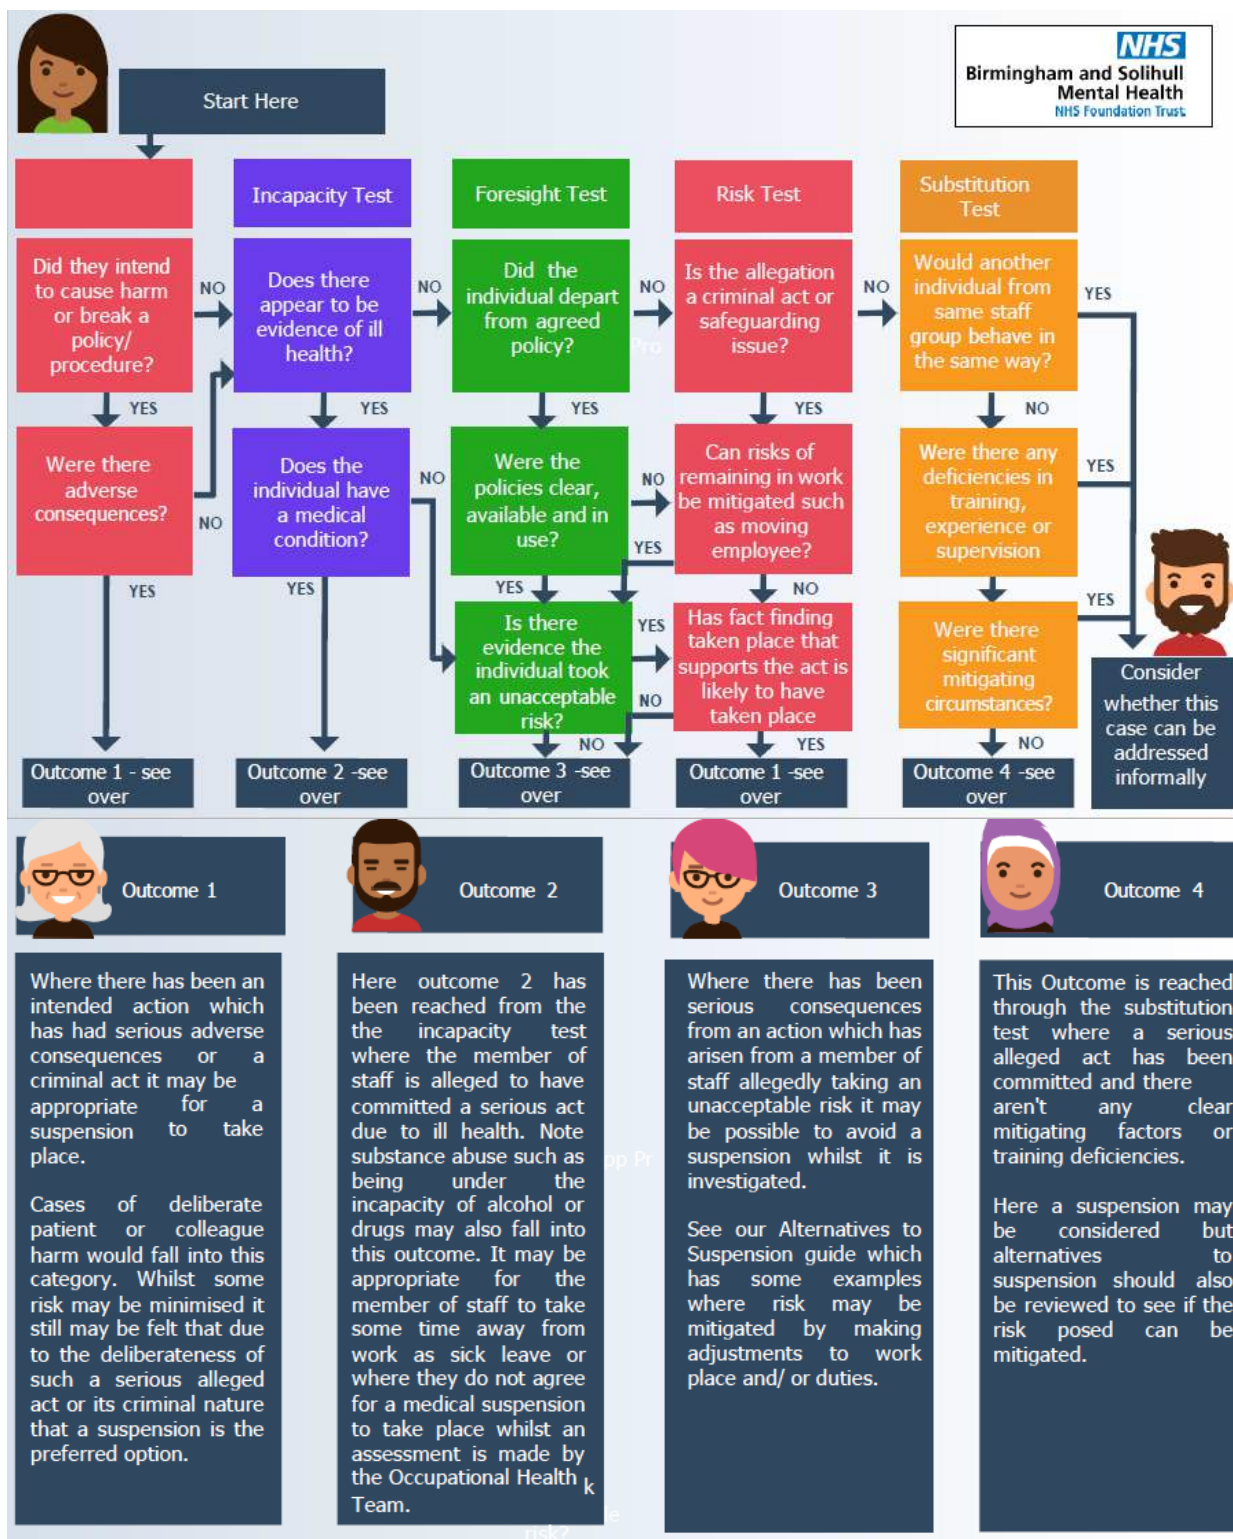 NHS
Birmingham and Solihull
Mental Health
NHS Foundation Trust
Start Here
Did they intend
to cause harm
or break a
policy/
procedure?
NO
YES
Were there
adverse
consequences?
NO
YES
Outcome 1 - see
over
Incapacity Test
Does there
appear to be
evidence of ill
health?
NO
YES
Does the
individual have
a medical
condition?
NO
YES
Outcome 2 -see
over
Foresight Test
Did the
individual depart
from agreed
policy?
NO
YES
Were the
policies clear,
available and in
use?
NO
YES
Is there
evidence the
individual took
an unacceptable
risk?
YES
NO
Outcome 3 -see
over
Risk Test
Is the allegation
a criminal act or
safeguarding
issue?
Pro
NO
YES
Can risks of
remaining in work
be mitigated such
as moving
employee?
YES
NO
Has fact finding
taken place that
supports the act is
likely to have
taken place
NO
YES
Outcome 1 -see
over
Substitution
Test
Would another
individual from
same staff
group behave in
the same way?
YES
NO
Were there any
deficiencies in
training,
experience or
supervision
YES
Were there
significant
mitigating
circumstances?
YES
NO
Outcome 4 -see
over
Consider
whether this
case can be
addressed
informally
Outcome 1
Where there has been an
intended action which
has had serious adverse
consequences or a
criminal act it may be
appropriate for a
suspension to take
place.
Cases of deliberate
patient or colleague
harm would fall into this
category. Whilst some
risk may be minimised it
still may be felt that due
to the deliberateness of
such a serious alleged
act or its criminal nature
that a suspension is the
preferred option.
Outcome 2
Here outcome 2 has
been reached from the
the incapacity test
where the member of
staff is alleged to have
committed a serious act
due to ill health. Note
substance abuse such as
being under the
incapacity of alcohol or
drugs may also fall into
this outcome. It may be
appropriate for the
member of staff to take
some time away from
work as sick leave or
where they do not agree
for a medical suspension
to take place whilst an
assessment is made by
the Occupational Health
k
Team.
pp Pr
le
risk?
Outcome 3
Where there has been
serious consequences
from an action which has
arisen from a member of
staff allegedly taking an
unacceptable risk it may
be possible to avoid a
suspension whilst it is
investigated.
See our Alternatives to
Suspension guide which
has some examples
where risk may be
mitigated by making
adjustments to work
place and/ or duties.
Outcome 4
This Outcome is reached
through the substitution
test where a serious
alleged act has been
committed and there
aren't any clear
mitigating factors or
training deficiencies.
Here a suspension may
be considered but
alternatives to
suspension should also
be reviewed to see if the
risk posed can be
mitigated.